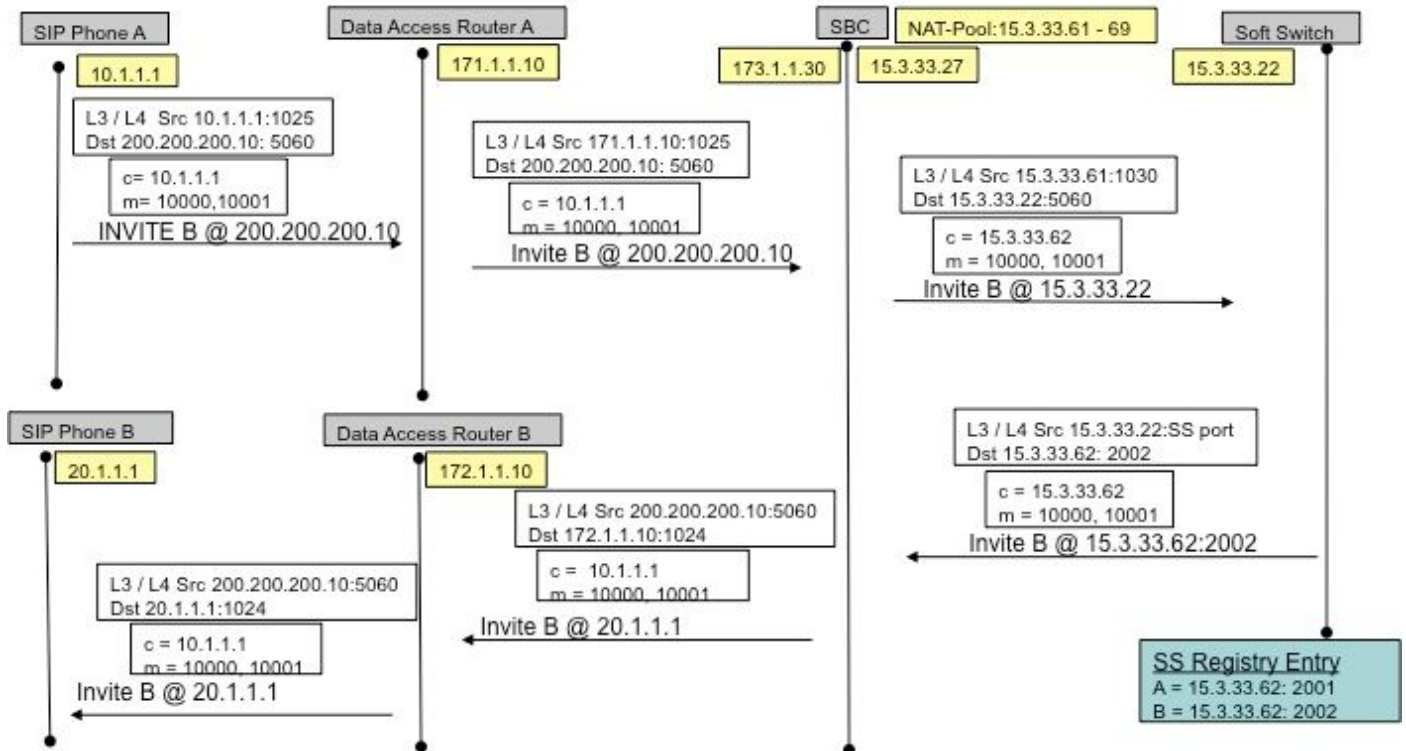 SIP Phone A
Data Access Router A
SBC
NAT-Pool:15.3.33.61 - 69
Soft Switch
10.1.1.1
171.1.1.10
173.1.1.30
15.3.33.27
15.3.33.22
L3 / L4 Src 10.1.1.1:1025
Dst 200.200.200.10: 5060
c= 10.1.1.1
m= 10000,10001
INVITE B @ 200.200.200.10
L3 / L4 Src 171.1.1.10:1025
Dst 200.200.200.10: 5060
c = 10.1.1.1
m = 10000, 10001
Invite B @ 200.200.200.10
L3 / L4 Src 15.3.33.61:1030
Dst 15.3.33.22:5060
c = 15.3.33.62
m = 10000, 10001
Invite B @ 15.3.33.22
SIP Phone B
Data Access Router B
20.1.1.1
172.1.1.10
L3 / L4 Src 15.3.33.22:SS port
Dst 15.3.33.62: 2002
c = 15.3.33.62
m = 10000, 10001
Invite B @ 15.3.33.62:2002
L3 / L4 Src 200.200.200.10:5060
Dst 172.1.1.10:1024
c = 10.1.1.1
m = 10000, 10001
Invite B @ 20.1.1.1
L3 / L4 Src 200.200.200.10:5060
Dst 20.1.1.1:1024
c = 10.1.1.1
m = 10000, 10001
Invite B @ 20.1.1.1
SS Registry Entry
A = 15.3.33.62: 2001
B = 15.3.33.62: 2002